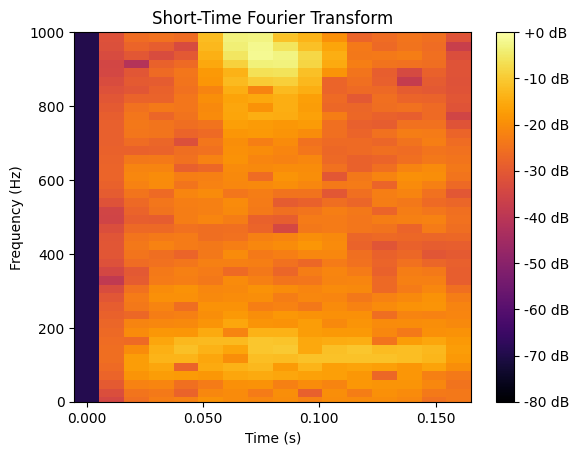 Short-Time Fourier Transform
1000
800
600
400
200
0
Frequency (Hz)
0.000
0.050
0.100
0.150
Time (s)
+0 dB
-10 dB
-20 dB
-30 dB
-40 dB
-50 dB
-60 dB
-70 dB
-80 dB